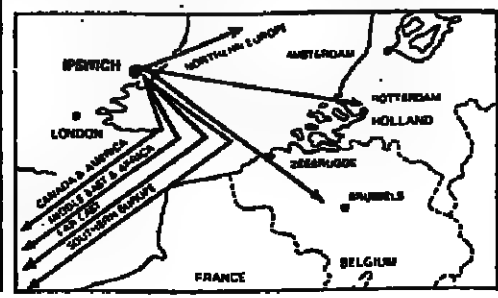 NORTHERN EUROPE
AMSTERDAM
IPSWICH
ROTTERDAM
HOLLAND
LONDON
ZEEBRUGGE
CANADA & AMERICA
MIDDLE EAST & AFRICA
FAR EAST
SOUTHERN EUROPE
BRUSSELS
BELGIUM
FRANCE